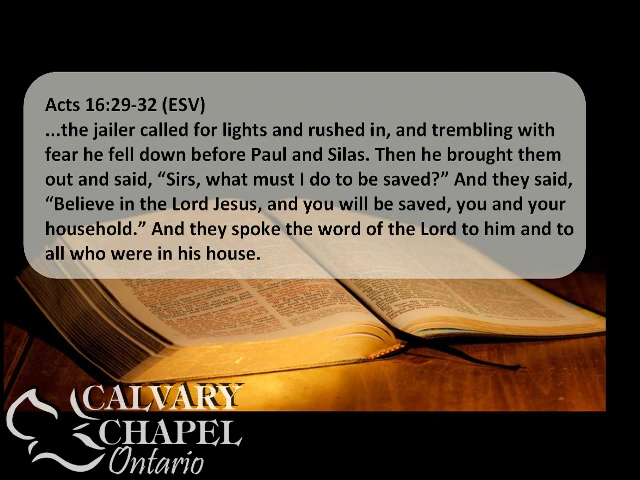 Acts 16:29-32 (ESV)
...the jailer called for lights and rushed in, and trembling with
fear he fell down before Paul and Silas. Then he brought them
out and said, “Sirs, what must I do to be saved?” And they said,
“Believe in the Lord Jesus, and you will be saved, you and your
household.” And they spoke the word of the Lord to him and to
all who were in his house.
CALVARY
CHAPEL
Ontario